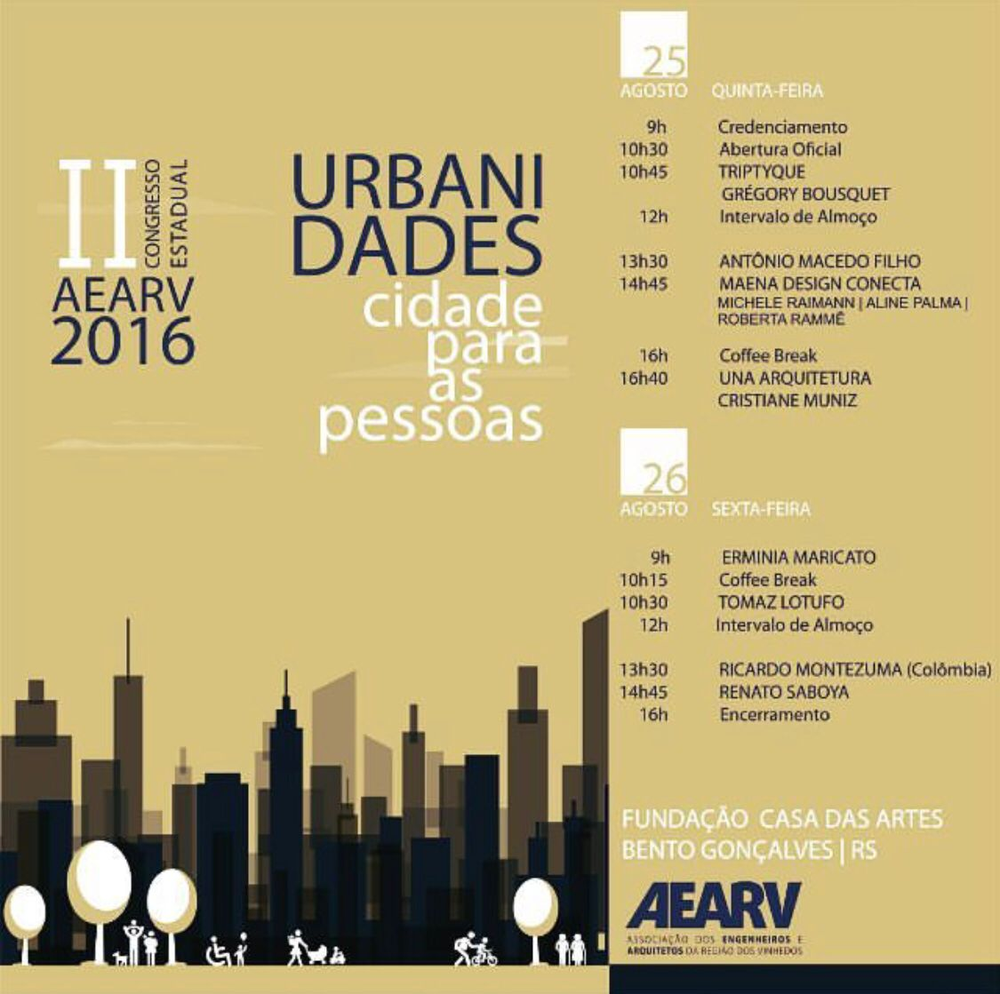 II
CONGRESSO
ESTADUAL
AEARV
2016
URBANI
DADES
cidade
para
as
pessoas
25
AGOSTO QUINTA-FEIRA
9h Credenciamento
10h30 Abertura Oficial
10h45 TRIPTYQUE
GRÉGORY BOUSQUET
12h Intervalo de Almoço
13h30 ANTÔNIO MACEDO FILHO
14h45 MAENA DESIGN CONECTA
MICHELE RAIMANN | ALINE PALMA |
ROBERTA RAMMÊ
16h Coffee Break
16h40 UNA ARQUITETURA
CRISTIANE MUNIZ
26
AGOSTO SEXTA-FEIRA
9h ERMINIA MARICATO
10h15 Coffee Break
10h30 TOMAZ LOTUFO
12h Intervalo de Almoço
13h30 RICARDO MONTEZUMA (Colômbia)
14h45 RENATO SABOYA
16h Encerramento
FUNDAÇÃO CASA DAS ARTES
BENTO GONÇALVES | RS
AEARV
ASSOCIAÇÃO DOS ENGENHEIROS E
ARQUITETOS DA REGIÃO DOS VINHEDOS